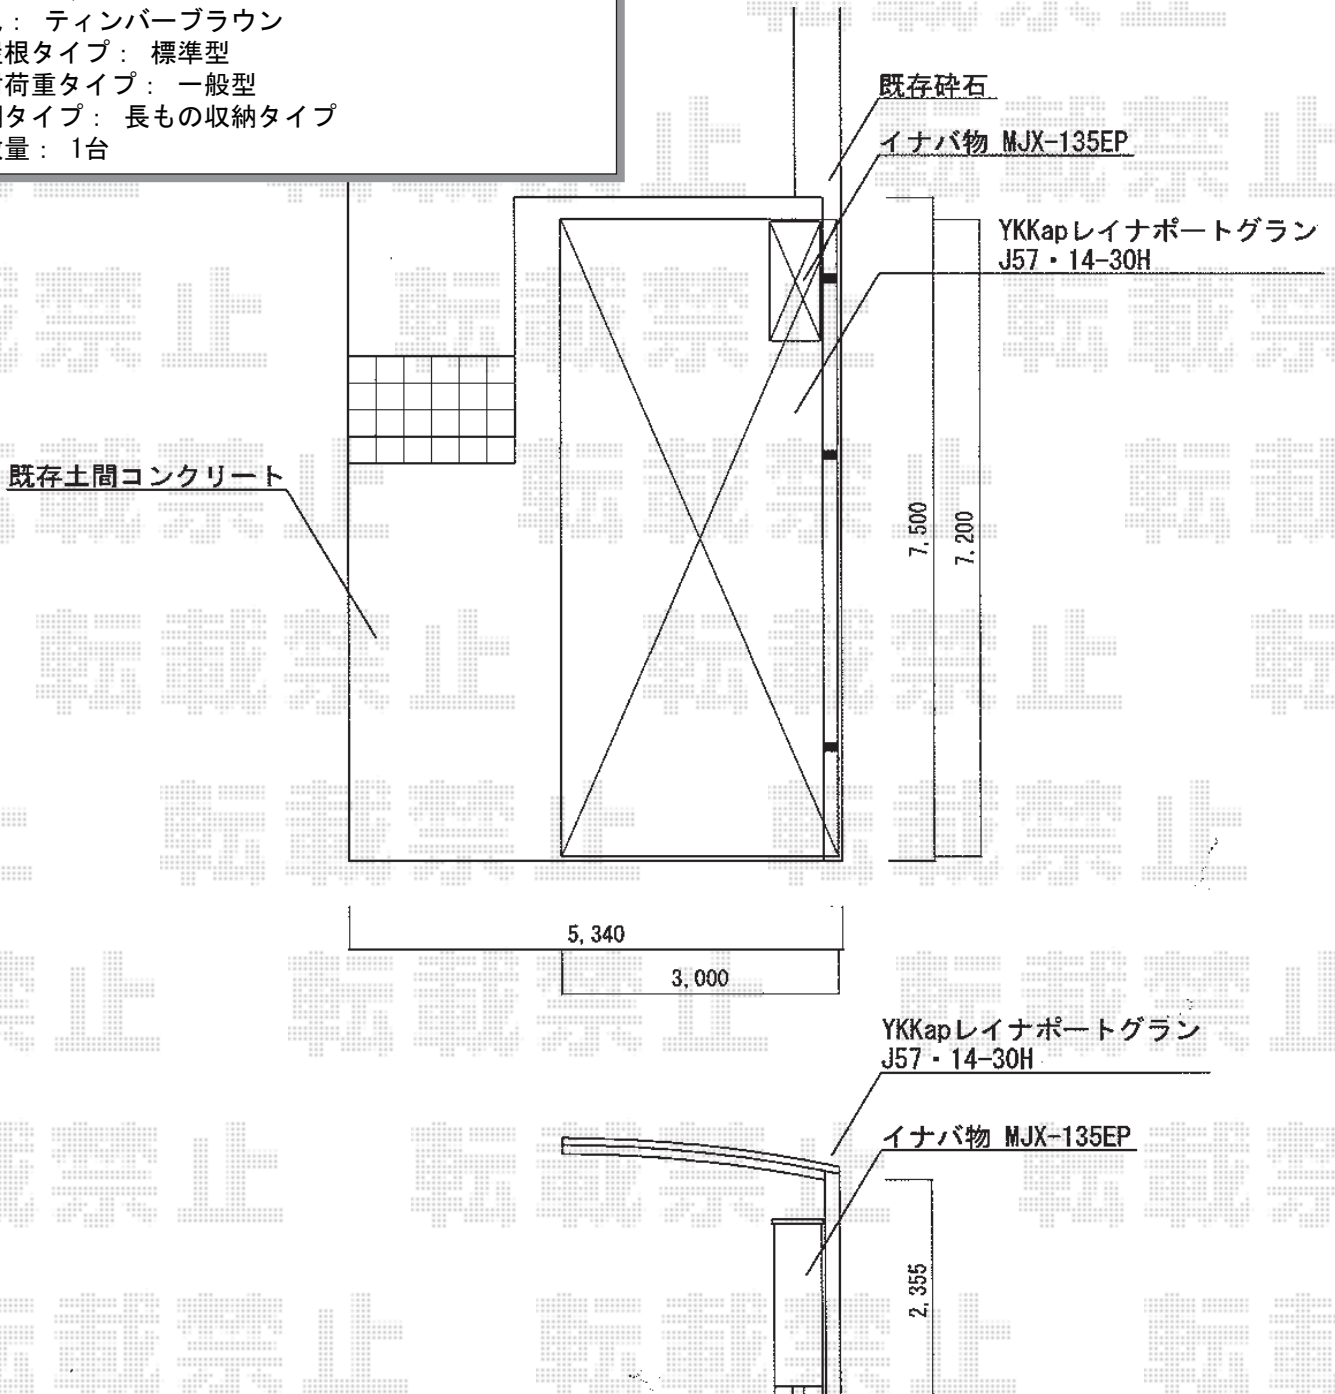 : ティンバーブラウン
根タイプ: 標準型
荷重タイプ: 一般型
タイプ: 長もの収納タイプ
量: 1台
既存砕石
イナバ物 MJX-135EP
YKKapレイナポートグラン
J57・14-30H
既存土間コンクリート
7,500
7,200
5,340
3,000
YKKapレイナポートグラン
J57・14-30H
イナバ物 MJX-135EP
2,355
転載禁止